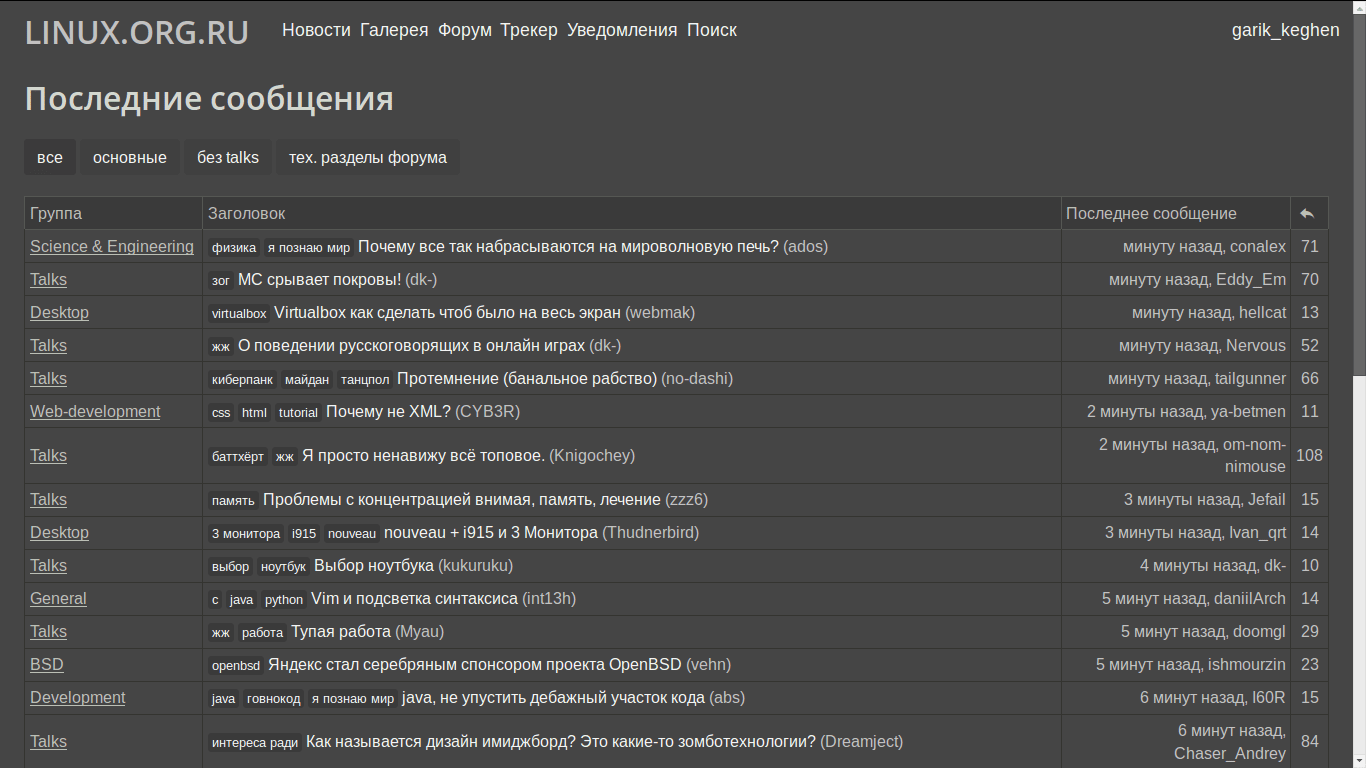 LINUX.ORG.RU Новости Галерея Форум Трекер Уведомления Поиск garik_keghen
Последние сообщения
все основные без talks тех. разделы форума
Группа Заголовок Последнее сообщение
Science & Engineering физика я познаю мир Почему все так набрасываются на мироволновую печь? (ados) минуту назад, conalex 71
Talks зог МС срывает покровы! (dk-) минуту назад, Eddy_Em 70
Desktop virtualbox Virtualbox как сделать чтоб было на весь экран (webmak) минуту назад, hellcat 13
Talks жж О поведении русскоговорящих в онлайн играх (dk-) минуту назад, Nervous 52
Talks киберпанк майдан танцпол Протемнение (банальное рабство) (no-dashi) минуту назад, tailgunner 66
Web-development css html tutorial Почему не XML? (CYB3R) 2 минуты назад, ya-betmen 11
Talks баттхёрт жж Я просто ненавижу всё топовое. (Knigochey) 2 минуты назад, om-nom-
nimouse 108
Talks память Проблемы с концентрацией внимая, память, лечение (zzz6) 3 минуты назад, Jefail 15
Desktop 3 монитора i915 nouveau nouveau + i915 и 3 Монитора (Thudnerbird) 3 минуты назад, Ivan_qrt 14
Talks выбор ноутбук Выбор ноутбука (kukuruku) 4 минуты назад, dk- 10
General c java python Vim и подсветка синтаксиса (int13h) 5 минут назад, daniilArch 14
Talks жж работа Тупая работа (Myau) 5 минут назад, doomgl 29
BSD openbsd Яндекс стал серебряным спонсором проекта OpenBSD (vehn) 5 минут назад, ishmourzin 23
Development java говнокод я познаю мир java, не упустить дебажный участок кода (abs) 6 минут назад, l60R 15
Talks интереса ради Как называется дизайн имиджборд? Это какие-то зомботехнологии? (Dreamject) 6 минут назад,
Chaser_Andrey 84